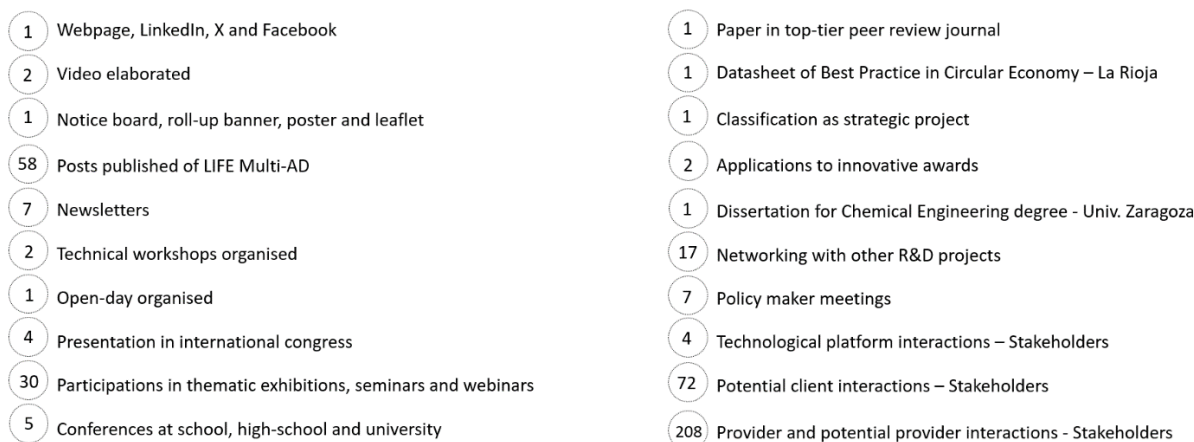 1 Webpage, LinkedIn, X and Facebook
2 Video elaborated
1 Notice board, roll-up banner, poster and leaflet
58 Posts published of LIFE Multi-AD
7 Newsletters
2 Technical workshops organised
1 Open-day organised
4 Presentation in international congress
30 Participations in thematic exhibitions, seminars and webinars
5 Conferences at school, high-school and university
1 Paper in top-tier peer review journal
1 Datasheet of Best Practice in Circular Economy – La Rioja
1 Classification as strategic project
2 Applications to innovative awards
1 Dissertation for Chemical Engineering degree - Univ. Zaragoza
17 Networking with other R&D projects
7 Policy maker meetings
4 Technological platform interactions – Stakeholders
72 Potential client interactions – Stakeholders
208 Provider and potential provider interactions - Stakeholders